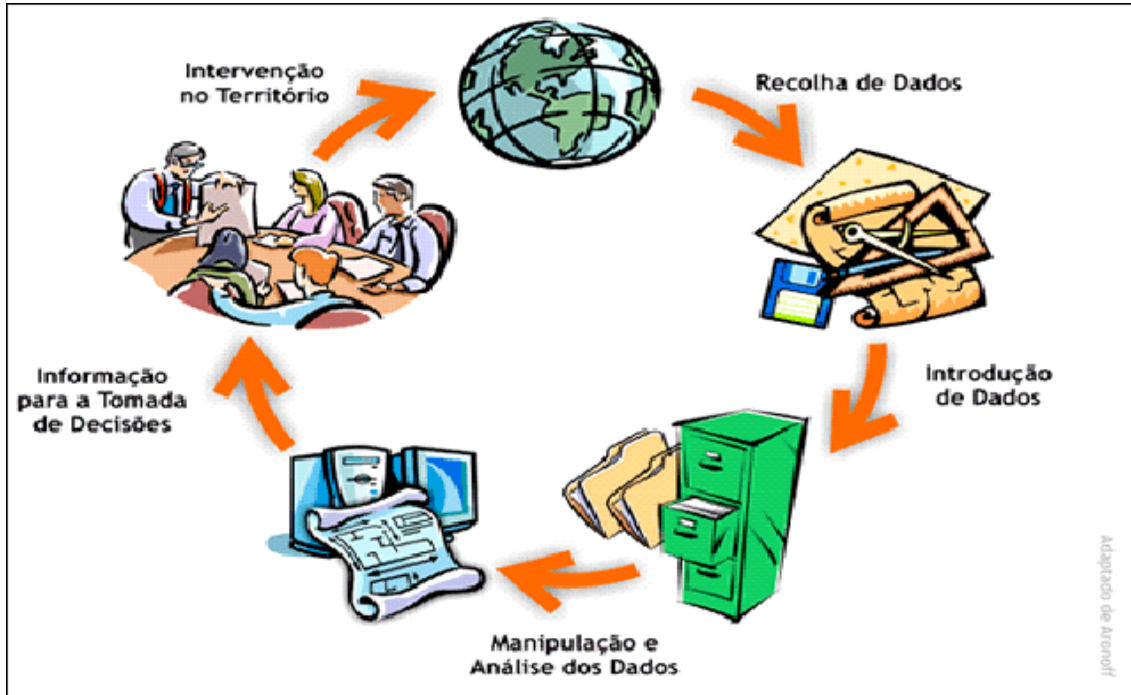 Intervenção
no Território
Recolha de Dados
Introdução
de Dados
Manipulação e
Análise dos Dados
Informação
para a Tomada
de Decisões
Adaptado de Aronoff